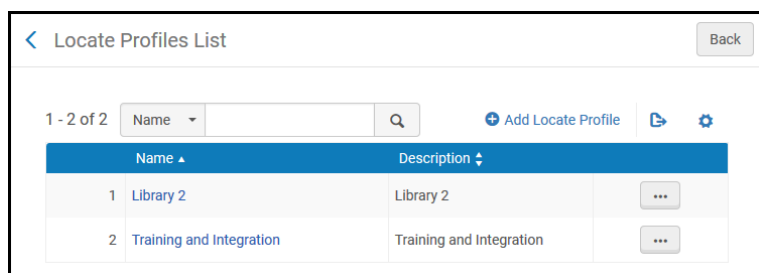 Locate Profiles List Back
1 - 2 of 2 Name Add Locate Profile
Name Description
1 Library 2 Library 2 ...
2 Training and Integration Training and Integration ...